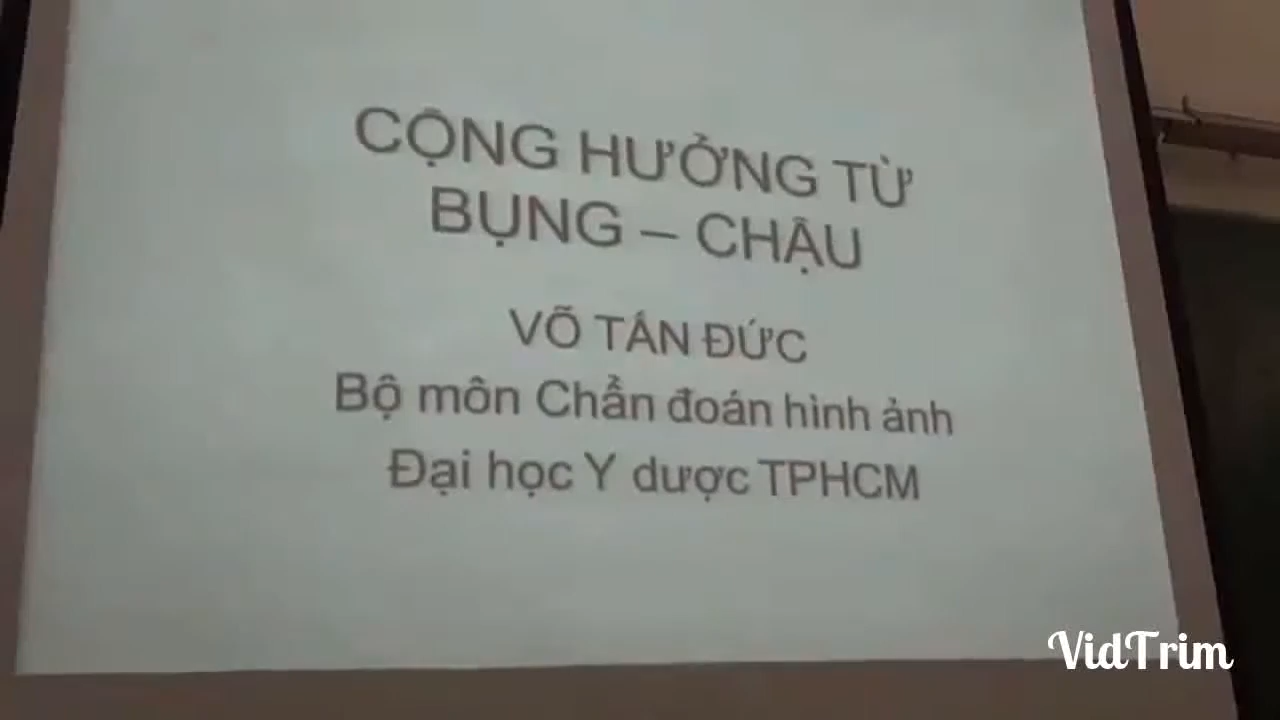 CỘNG HƯỞNG TỪ
BỤNG – CHẬU
VÕ TẤN ĐỨC
Bộ môn Chẩn đoán hình ảnh
Đại học Y dược TPHCM
VidTrim